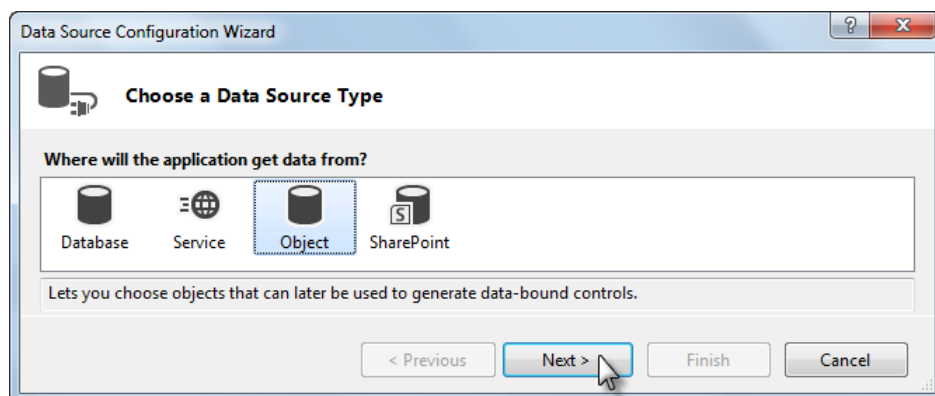 Data Source Configuration Wizard
Choose a Data Source Type
Where will the application get data from?
Database Service Object SharePoint
Lets you choose objects that can later be used to generate data-bound controls.
< Previous Next > Finish Cancel